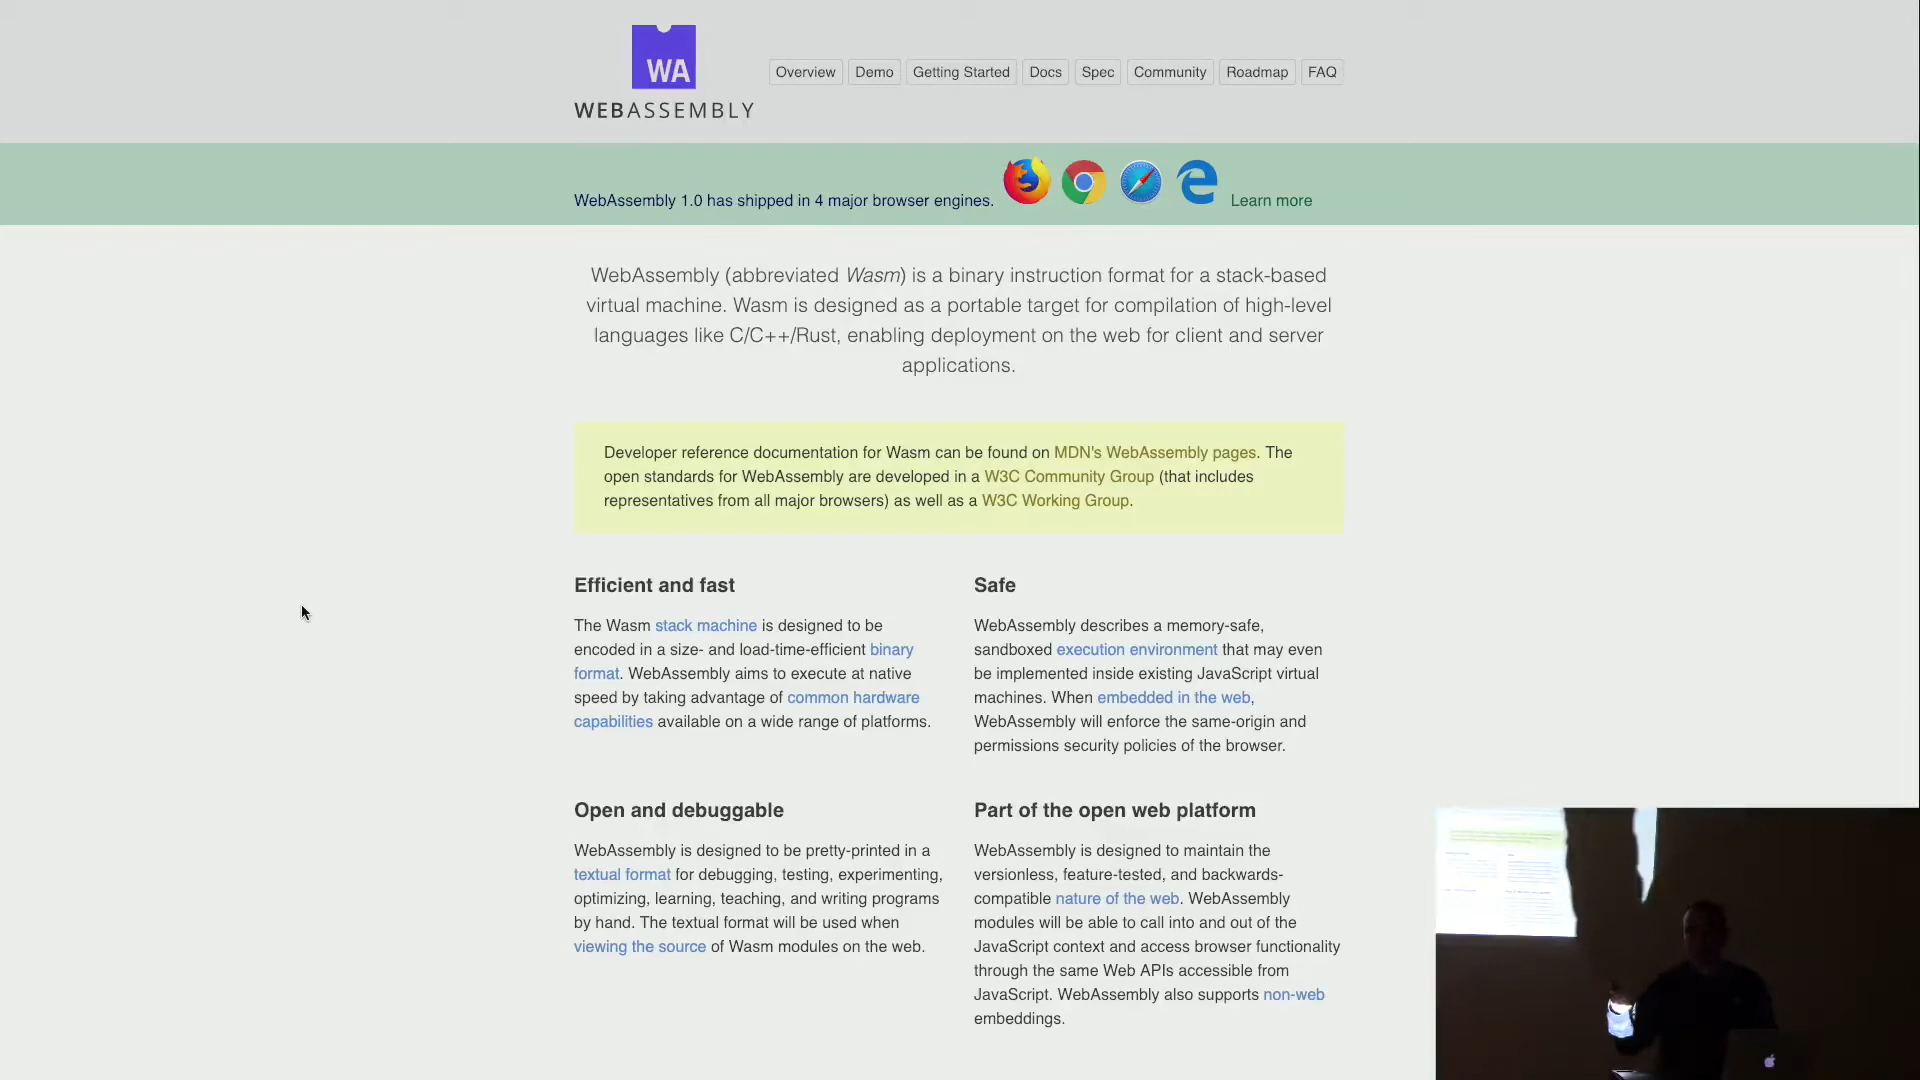 WA
WEBASSEMBLY
Overview
Demo
Getting Started
Docs
Spec
Community
Roadmap
FAQ
WebAssembly 1.0 has shipped in 4 major browser engines.
Learn more
WebAssembly (abbreviated Wasm) is a binary instruction format for a stack-based
virtual machine. Wasm is designed as a portable target for compilation of high-level
languages like C/C++/Rust, enabling deployment on the web for client and server
applications.
Developer reference documentation for Wasm can be found on MDN's WebAssembly pages. The
open standards for WebAssembly are developed in a W3C Community Group (that includes
representatives from all major browsers) as well as a W3C Working Group.
Efficient and fast
The Wasm stack machine is designed to be
encoded in a size- and load-time-efficient binary
format. WebAssembly aims to execute at native
speed by taking advantage of common hardware
capabilities available on a wide range of platforms.
Safe
WebAssembly describes a memory-safe,
sandboxed execution environment that may even
be implemented inside existing JavaScript virtual
machines. When embedded in the web,
WebAssembly will enforce the same-origin and
permissions security policies of the browser.
Open and debuggable
WebAssembly is designed to be pretty-printed in a
textual format for debugging, testing, experimenting,
optimizing, learning, teaching, and writing programs
by hand. The textual format will be used when
viewing the source of Wasm modules on the web.
Part of the open web platform
WebAssembly is designed to maintain the
versionless, feature-tested, and backwards-
compatible nature of the web. WebAssembly
modules will be able to call into and out of the
JavaScript context and access browser functionality
through the same Web APIs accessible from
JavaScript. WebAssembly also supports non-web
embeddings.